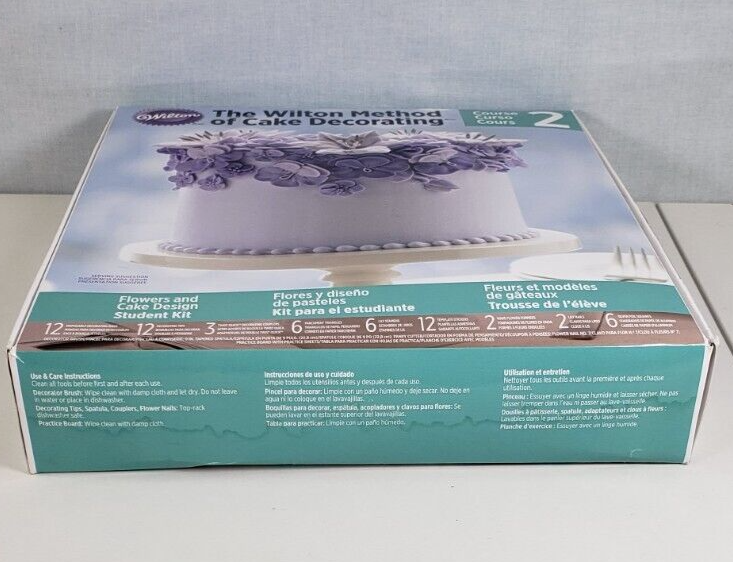 Wilton
The Wilton Method
of Cake Decorating
Course
Curso
Cours
2
Flowers and
Cake Design
Student Kit
Flores y diseño
de pasteles
Kit para el estudiante
Fleurs et modèles
de gâteaux
Trousse de l'élève
12
12
3
6
6
12
2
2
6
Use & Care Instructions
Clean all tools before first and after each use.
Decorator Brush: Wipe clean with damp cloth and let dry. Do not leave
in water or place in dishwasher.
Decorating Tips, Spatula, Couplers, Flower Nails: Top-rack
dishwasher safe.
Practice Board: Wipe clean with damp cloth.
Instrucciones de uso y cuidado
Limpie todos los utensilios antes y después de cada uso.
Pincel para decorar: Limpie con un paño húmedo y deje secar. No deje en
agua ni lo coloque en el lavavajillas.
Boquillas para decorar, espátula, acopladores y clavos para flores: Se
pueden lavar en el estante superior del lavavajillas.
Tabla para practicar: Limpie con un paño húmedo.
Utilisation et entretien
Nettoyer tous les outils avant la première et après chaque
utilisation.
Pinceau : Essuyer avec un linge humide et laisser sécher. Ne pas
laisser tremper dans l'eau ni passer au lave-vaisselle.
Douilles à pâtisserie, spatule, adaptateurs et clous à fleurs :
Lavables dans le panier supérieur du lave-vaisselle.
Planche d'exercice : Essuyer avec un linge humide.